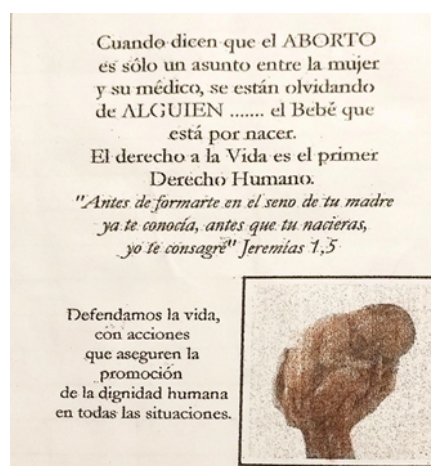 Cuando dicen que el ABORTO
es sólo un asunto entre la mujer
y su médico, se están olvidando
de ALGUIEN ....... el Bebé que
está por nacer.
El derecho a la Vida es el primer
Derecho Humano.
"Antes de formarte en el seno de tu madre
ya te conocía, antes que tu nacieras,
yo te consagré" Jeremías 1,5
Defendamos la vida,
con acciones
que aseguren la
promoción
de la dignidad humana
en todas las situaciones.